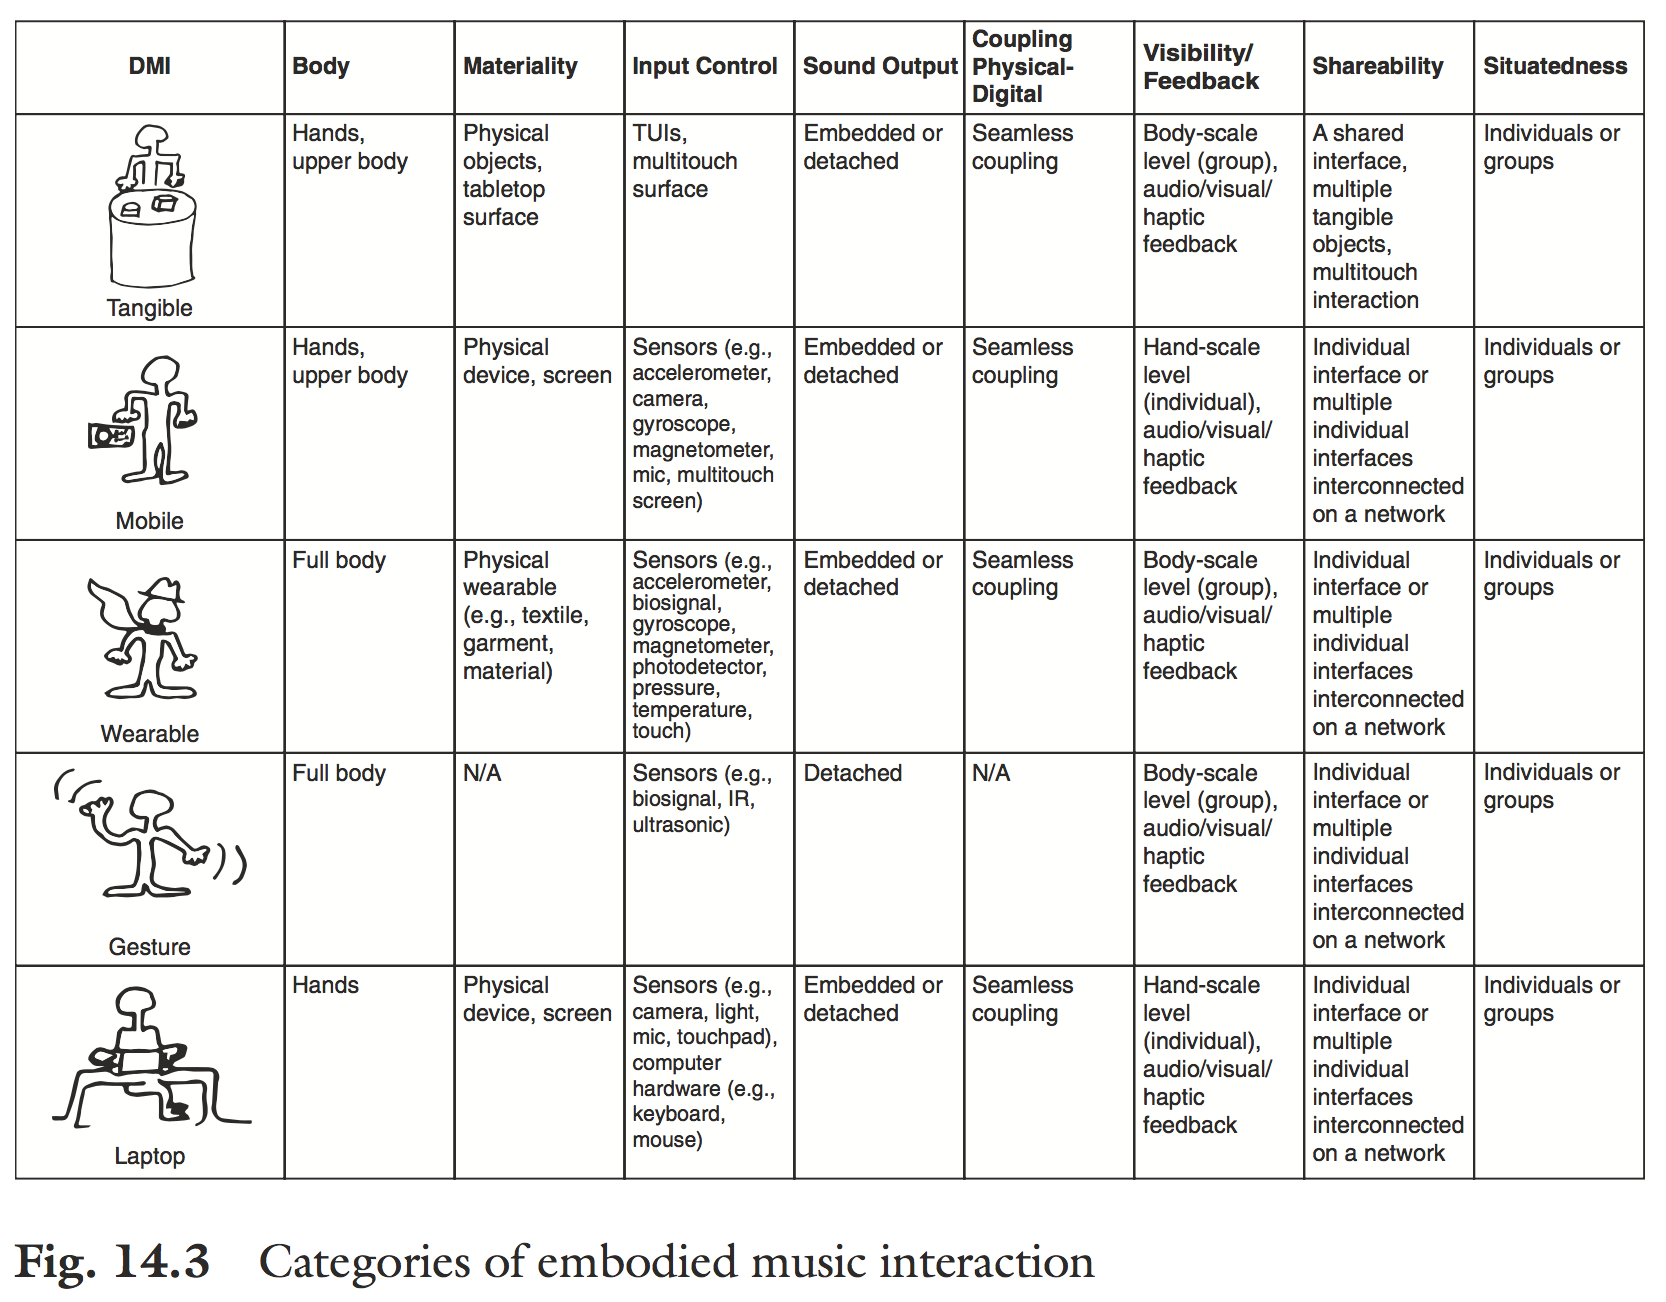 DMI
Body
Materiality
Input Control
Sound Output
Coupling
Physical-
Digital
Visibility/
Feedback
Shareability
Situatedness
Tangible
Hands,
upper body
Physical
objects,
tabletop
surface
TUIs,
multitouch
surface
Embedded or
detached
Seamless
coupling
Body-scale
level (group),
audio/visual/
haptic
feedback
A shared
interface,
multiple
tangible
objects,
multitouch
interaction
Individuals or
groups
Mobile
Hands,
upper body
Physical
device, screen
Sensors (e.g.,
accelerometer,
camera,
gyroscope,
magnetometer,
mic, multitouch
screen)
Embedded or
detached
Seamless
coupling
Hand-scale
level
(individual),
audio/visual/
haptic
feedback
Individual
interface or
multiple
individual
interfaces
interconnected
on a network
Individuals or
groups
Wearable
Full body
Physical
wearable
(e.g., textile,
garment,
material)
Sensors (e.g.,
accelerometer,
biosignal,
gyroscope,
magnetometer,
photodetector,
pressure,
temperature,
touch)
Embedded or
detached
Seamless
coupling
Body-scale
level (group),
audio/visual/
haptic
feedback
Individual
interface or
multiple
individual
interfaces
interconnected
on a network
Individuals or
groups
Gesture
Full body
N/A
Sensors (e.g.,
biosignal, IR,
ultrasonic)
Detached
N/A
Body-scale
level (group),
audio/visual/
haptic
feedback
Individual
interface or
multiple
individual
interfaces
interconnected
on a network
Individuals or
groups
Laptop
Hands
Physical
device, screen
Sensors (e.g.,
camera, light,
mic, touchpad),
computer
hardware (e.g.,
keyboard,
mouse)
Embedded or
detached
Seamless
coupling
Hand-scale
level
(individual),
audio/visual/
haptic
feedback
Individual
interface or
multiple
individual
interfaces
interconnected
on a network
Individuals or
groups
Fig. 14.3 Categories of embodied music interaction